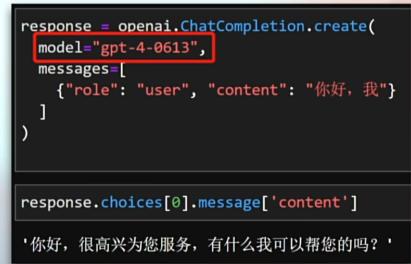 response = openai.ChatCompletion.create(
model="gpt-4-0613",
messages=[
{"role": "user", "content": "你好，我"}
]
)
response.choices[0].message['content']
'你好，很高兴为您服务，有什么我可以帮您的吗？'